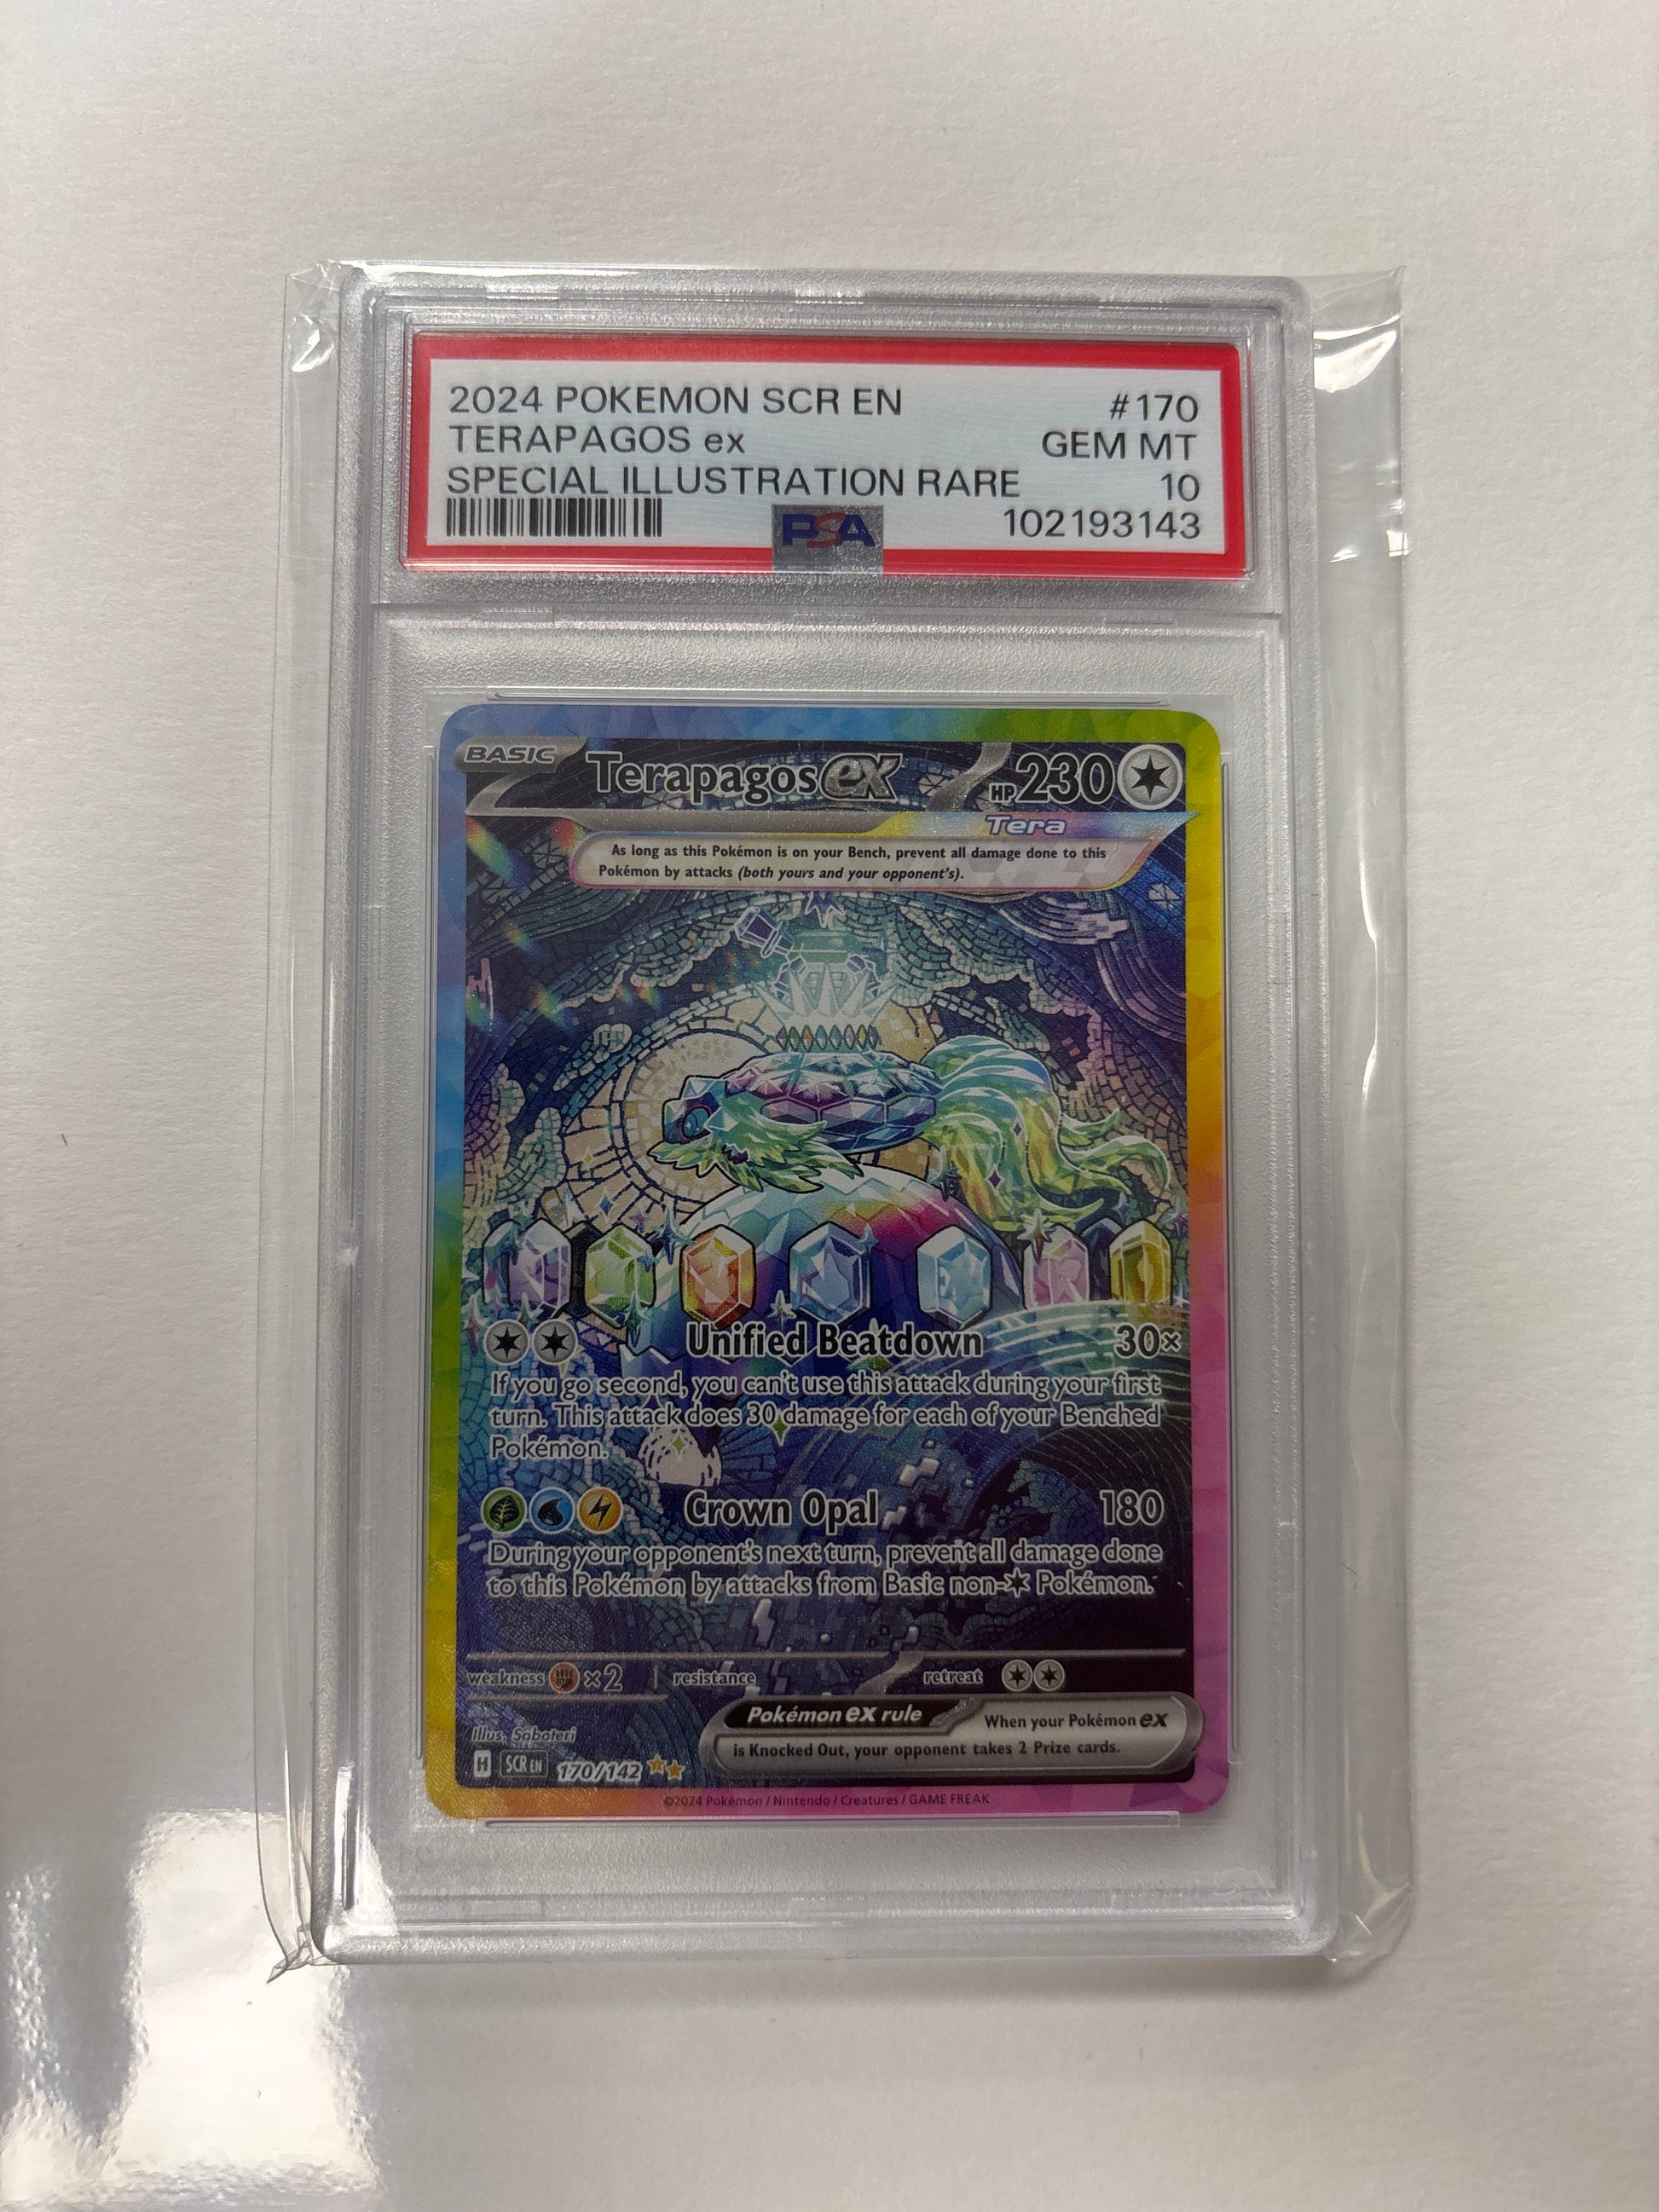 2024 POKEMON SCR EN #170
TERAPAGOS ex GEM MT
SPECIAL ILLUSTRATION RARE 10
PSA 102193143
BASIC Terapagos ex HP 230
Tera
As long as this Pokémon is on your Bench, prevent all damage done to this
Pokémon by attacks (both yours and your opponent's).
Unified Beatdown 30×
If you go second, you can't use this attack during your first
turn. This attack does 30 damage for each of your Benched
Pokémon.
Crown Opal 180
During your opponent's next turn, prevent all damage done
to this Pokémon by attacks from Basic non- Pokémon.
weakness ×2 resistance retreat
Pokémon ex rule When your Pokémon ex
is Knocked Out, your opponent takes 2 Prize cards.
Illus. Saboteri
H SCR EN 170/142
©2024 Pokémon / Nintendo / Creatures / GAME FREAK